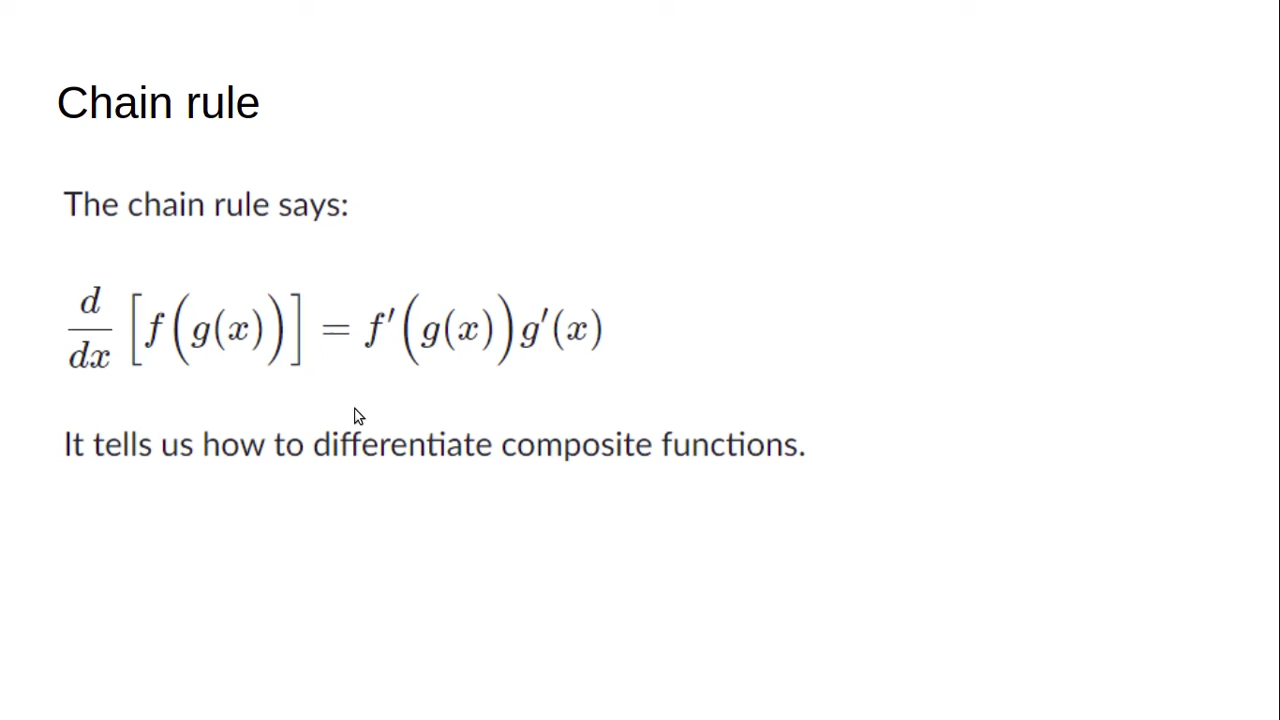 Chain rule
The chain rule says:
d/dx [f(g(x))] = f′(g(x))g′(x)
It tells us how to differentiate composite functions.